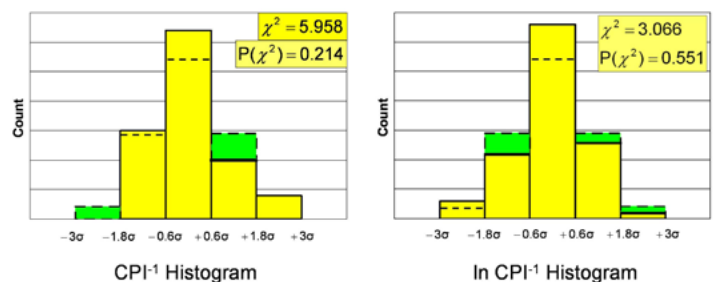 χ² = 5.958
P(χ²) = 0.214
Count
−3σ −1.8σ −0.6σ +0.6σ +1.8σ +3σ
CPI⁻¹ Histogram
χ² = 3.066
P(χ²) = 0.551
Count
−3σ −1.8σ −0.6σ +0.6σ +1.8σ +3σ
ln CPI⁻¹ Histogram